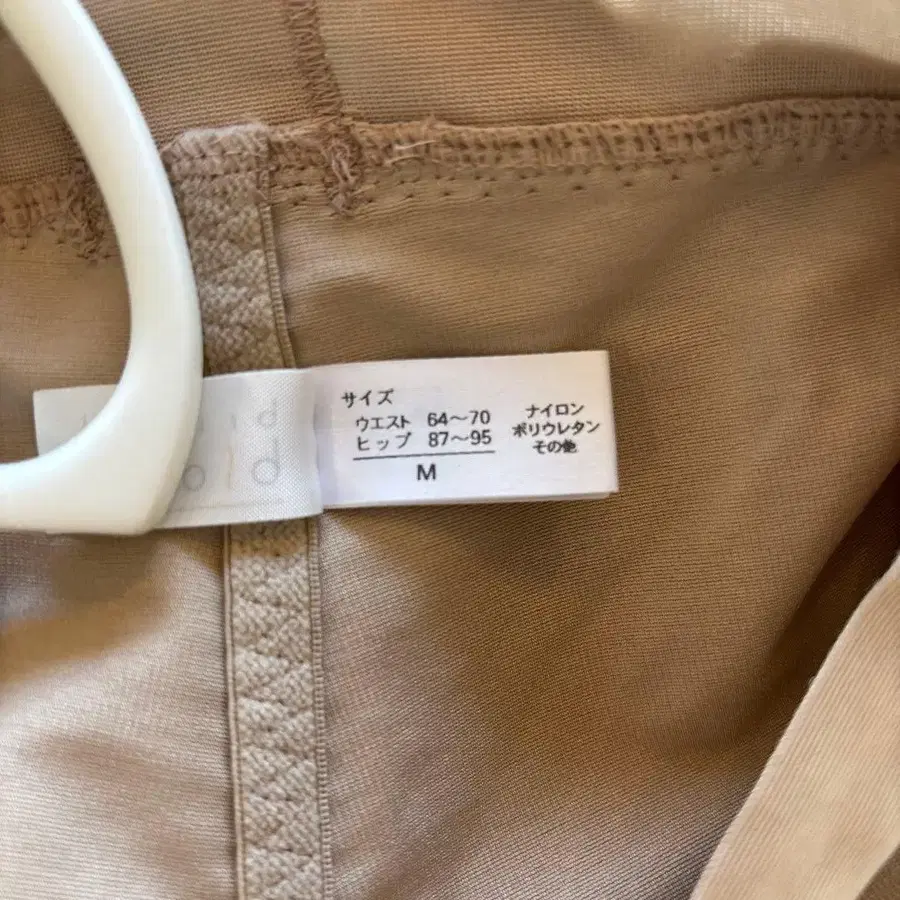 サイズ
ウエスト 64～70
ヒップ 87～95
M
ナイロン
ポリウレタン
その他